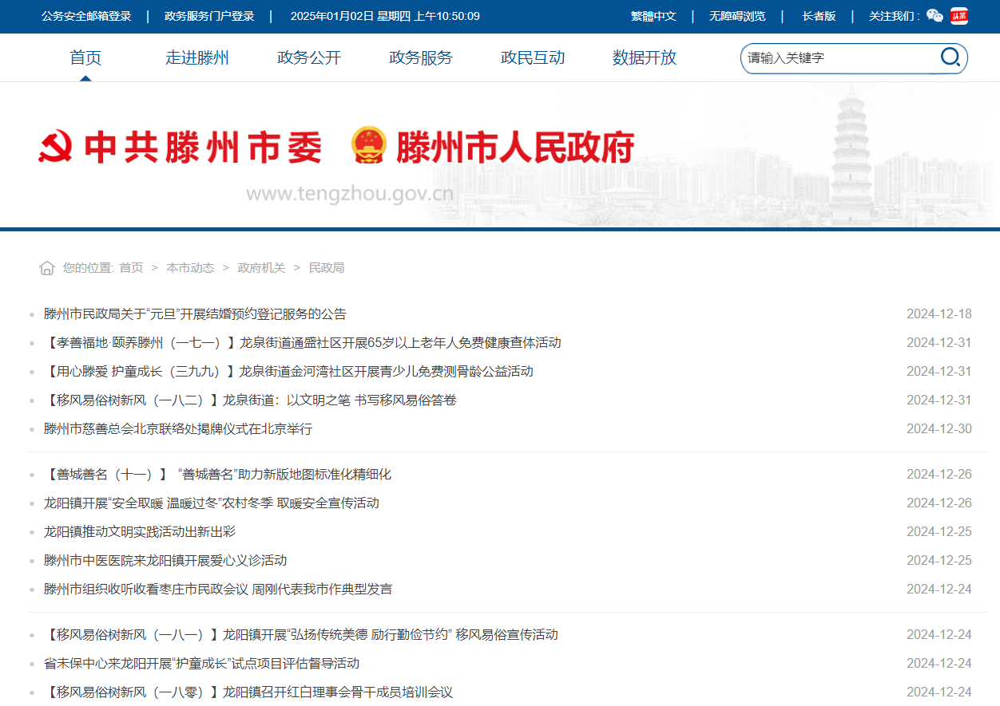 公务安全邮箱登录 | 政务服务门户登录 | 2025年01月02日 星期四 上午10:50:09 繁體中文 | 无障碍浏览 | 长者版 | 关注我们 : 头条
首页 走进滕州 政务公开 政务服务 政民互动 数据开放 请输入关键字
中共滕州市委 滕州市人民政府
www.tengzhou.gov.cn
您的位置: 首页 > 本市动态 > 政府机关 > 民政局
滕州市民政局关于“元旦”开展结婚预约登记服务的公告 2024-12-18
【孝善福地·颐养滕州（一七一）】龙泉街道通盛社区开展65岁以上老年人免费健康查体活动 2024-12-31
【用心滕爱 护童成长（三九九）】龙泉街道金河湾社区开展青少儿免费测骨龄公益活动 2024-12-31
【移风易俗树新风（一八二）】龙泉街道：以文明之笔 书写移风易俗答卷 2024-12-31
滕州市慈善总会北京联络处揭牌仪式在北京举行 2024-12-30
【善城善名（十一）】 “善城善名”助力新版地图标准化精细化 2024-12-26
龙阳镇开展“安全取暖 温暖过冬”农村冬季 取暖安全宣传活动 2024-12-26
龙阳镇推动文明实践活动出新出彩 2024-12-25
滕州市中医医院来龙阳镇开展爱心义诊活动 2024-12-25
滕州市组织收听收看枣庄市民政会议 周刚代表我市作典型发言 2024-12-24
【移风易俗树新风（一八一）】龙阳镇开展“弘扬传统美德 励行勤俭节约” 移风易俗宣传活动 2024-12-24
省未保中心来龙阳开展“护童成长”试点项目评估督导活动 2024-12-24
【移风易俗树新风（一八零）】龙阳镇召开红白理事会骨干成员培训会议 2024-12-24